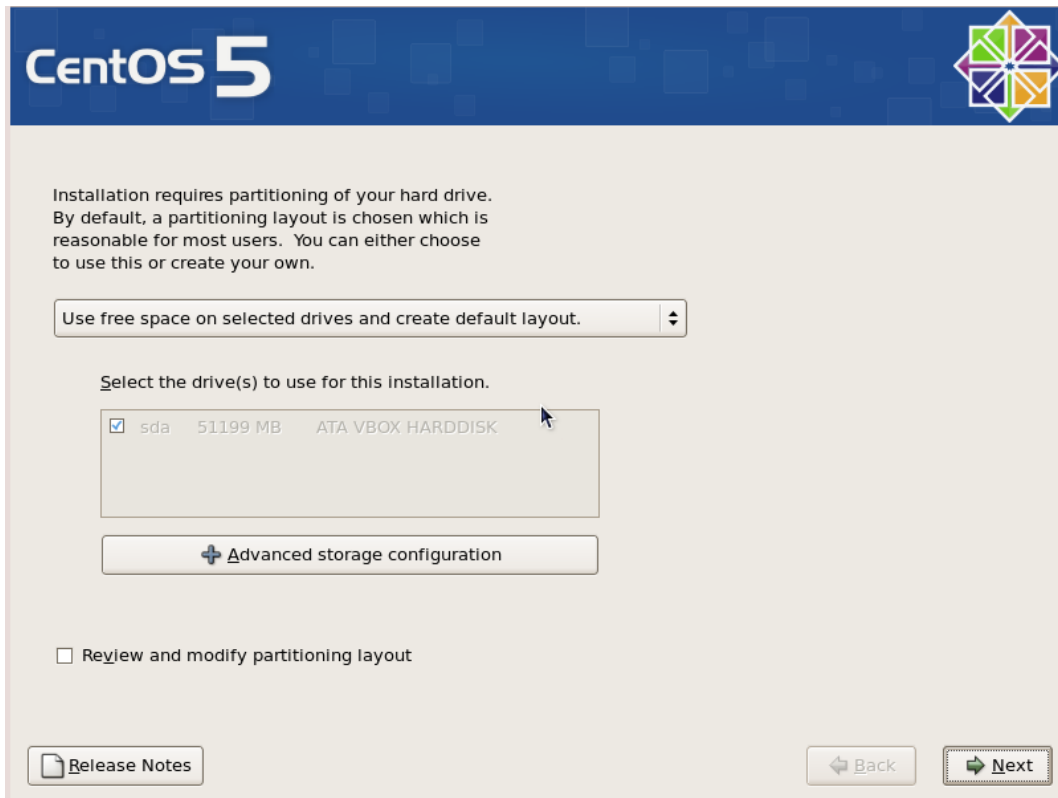 CentOS 5
Installation requires partitioning of your hard drive.
By default, a partitioning layout is chosen which is
reasonable for most users.  You can either choose
to use this or create your own.
Use free space on selected drives and create default layout.
Select the drive(s) to use for this installation.
sda 51199 MB ATA VBOX HARDDISK
Advanced storage configuration
Review and modify partitioning layout
Release Notes
Back
Next